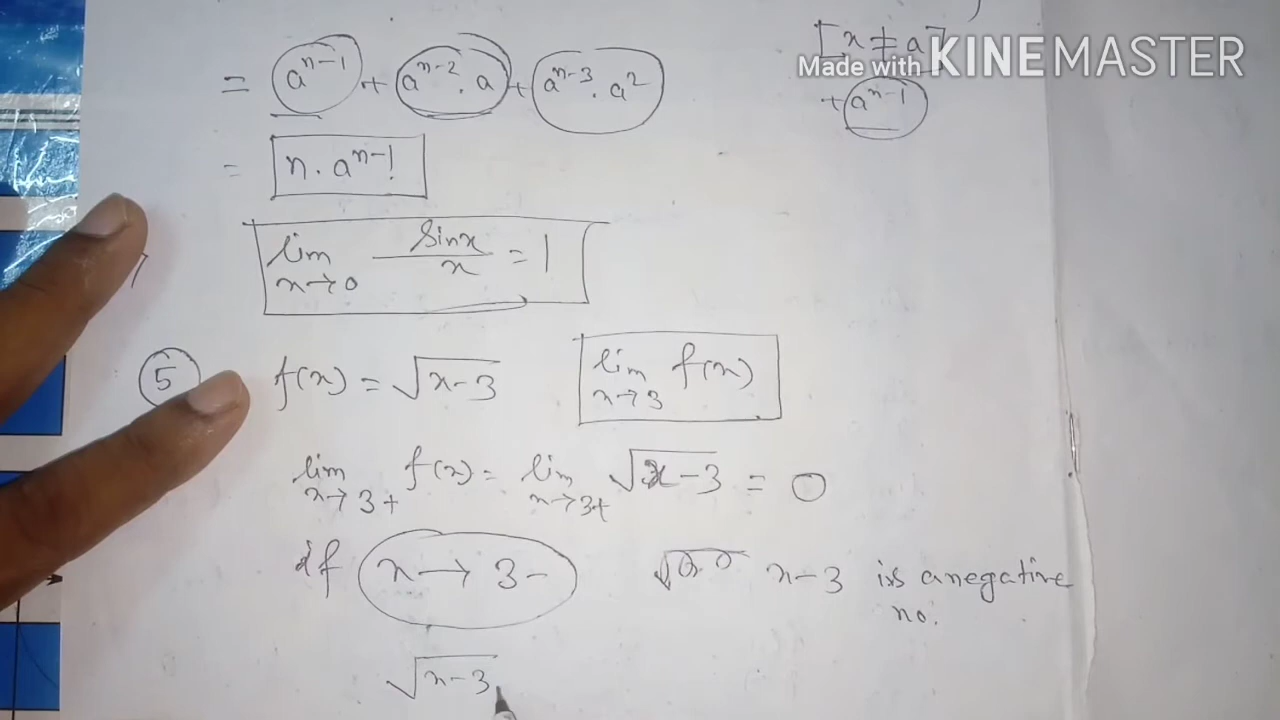 [x ≠ a]
Made with KINEMASTER
= a^{n-1} + a^{n-2} · a + a^{n-3} · a^2 + a^{n-1}
= n · a^{n-1}
lim x→0 sinx/x = 1
5 f(x) = √(x-3) lim x→3 f(x)
lim x→3+ f(x) = lim x→3+ √(x-3) = 0
if x → 3- x-3 is a negative
no.
√(x-3)